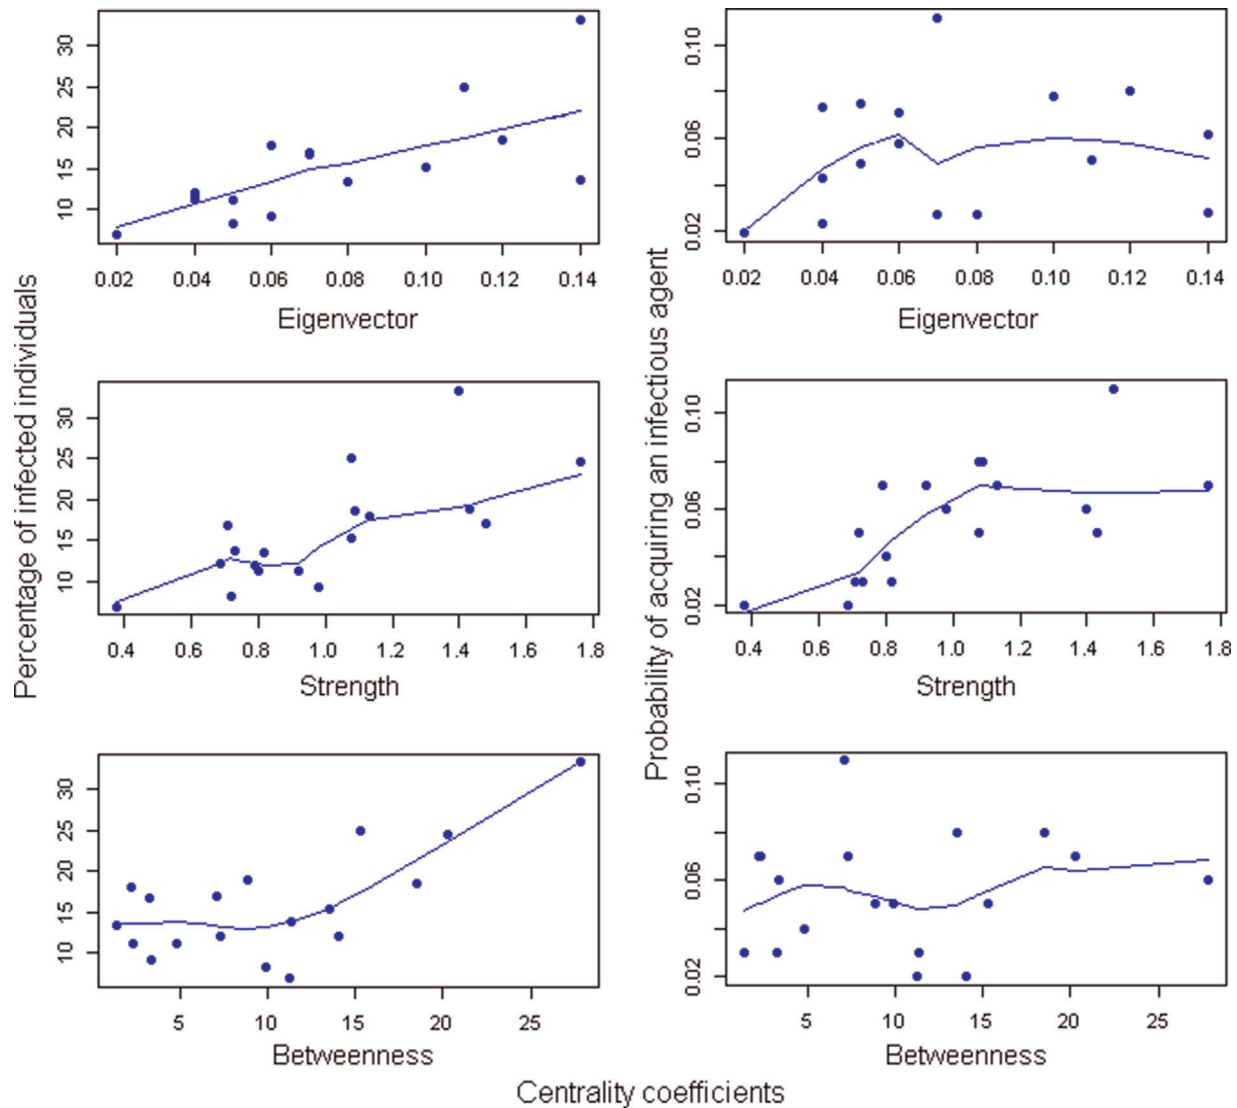 Percentage of infected individuals
30
25
20
15
10
0.02 0.04 0.06 0.08 0.10 0.12 0.14
Eigenvector
30
25
20
15
10
0.4 0.6 0.8 1.0 1.2 1.4 1.6 1.8
Strength
30
25
20
15
10
5 10 15 20 25
Betweenness
Probability of acquiring an infectious agent
0.10
0.06
0.02
0.02 0.04 0.06 0.08 0.10 0.12 0.14
Eigenvector
0.10
0.06
0.02
0.4 0.6 0.8 1.0 1.2 1.4 1.6 1.8
Strength
0.10
0.06
0.02
5 10 15 20 25
Betweenness
Centrality coefficients